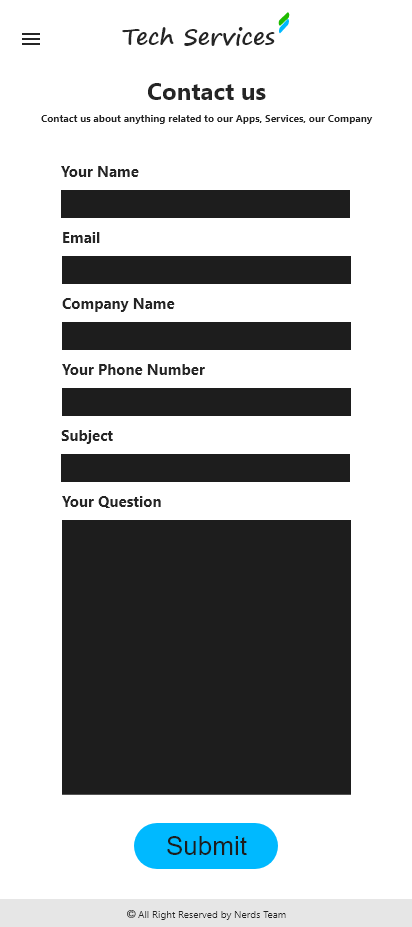 Tech Services
Contact us
Contact us about anything related to our Apps, Services, our Company
Your Name
Email
Company Name
Your Phone Number
Subject
Your Question
Submit
© All Right Reserved by Nerds Team